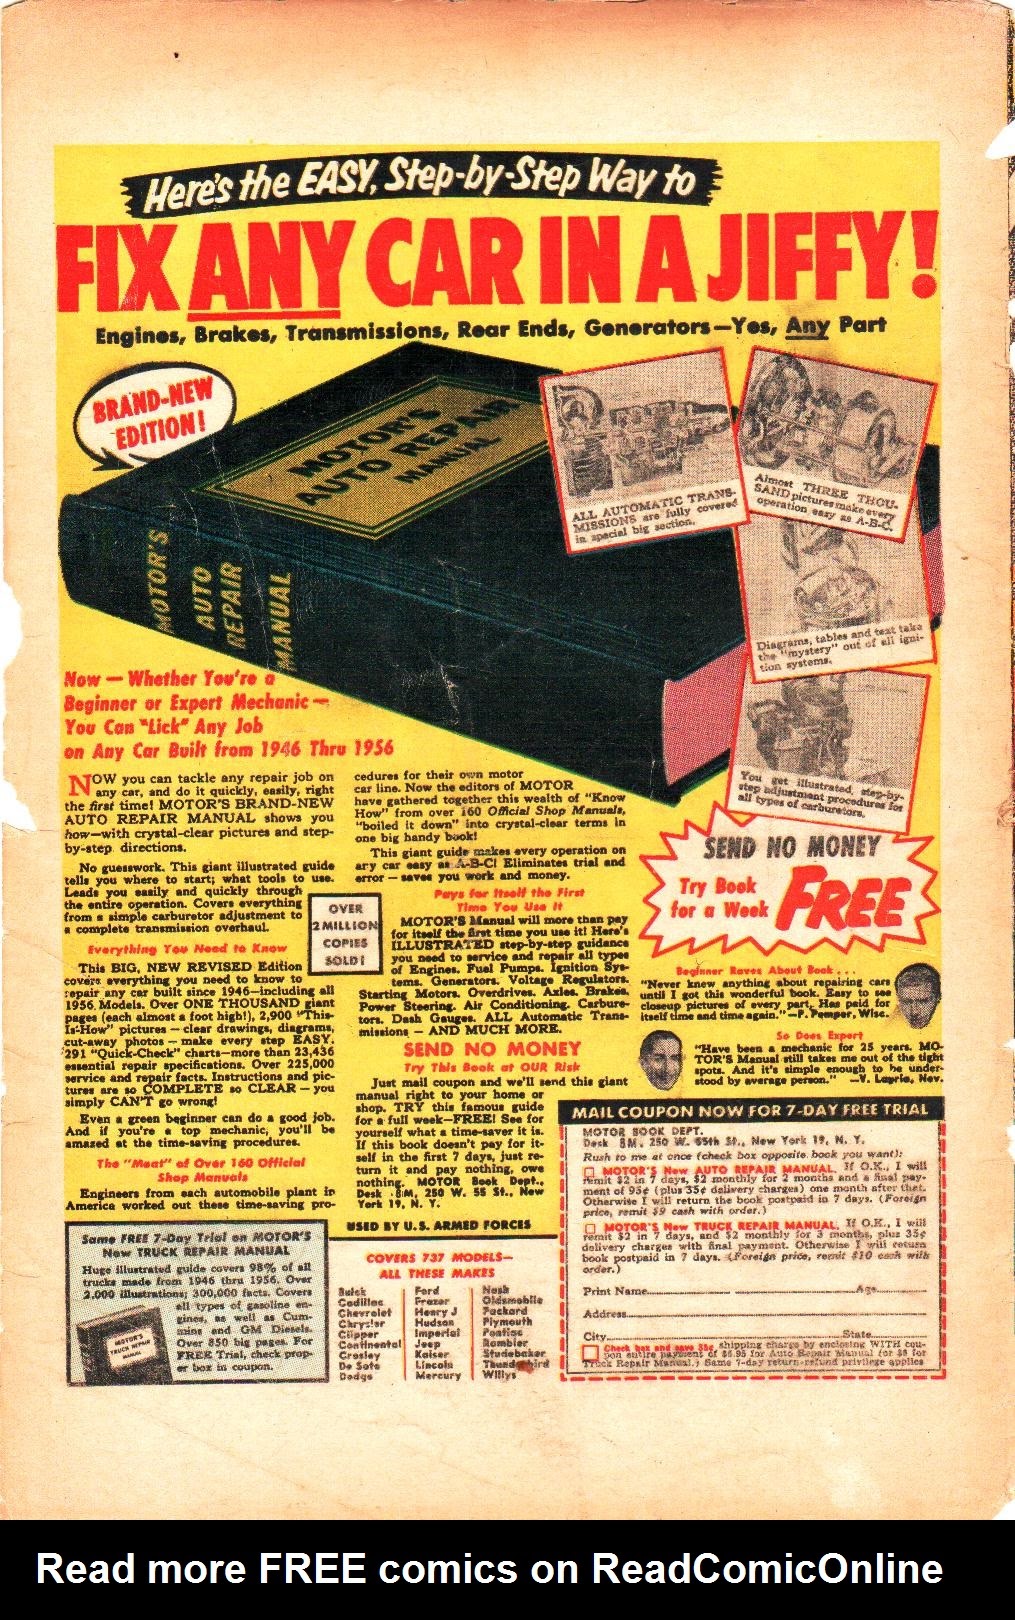 Here's the EASY, Step-by-Step Way to
FIX ANY CAR IN A JIFFY!
Engines, Brakes, Transmissions, Rear Ends, Generators—Yes, Any Part
BRAND-NEW
EDITION!
MOTOR'S
AUTO REPAIR
MANUAL
MOTOR'S
AUTO
REPAIR
MANUAL
ALL AUTOMATIC TRANS-
MISSIONS are fully covered
in special big section.
Almost THREE THOU-
SAND pictures make every
operation easy as A-B-C.
Diagrams, tables and text take
the "mystery" out of all igni-
tion systems.
You get illustrated, step-by-
step adjustment procedures for
all types of carburetors.
Now — Whether You're a
Beginner or Expert Mechanic—
You Can "Lick" Any Job
on Any Car Built from 1946 Thru 1956
NOW you can tackle any repair job on
any car, and do it quickly, easily, right
the first time! MOTOR'S BRAND-NEW
AUTO REPAIR MANUAL shows you
how—with crystal-clear pictures and step-
by-step directions.
No guesswork. This giant illustrated guide
tells you where to start; what tools to use.
Leads you easily and quickly through
the entire operation. Covers everything
from a simple carburetor adjustment to
a complete transmission overhaul.
Everything You Need to Know
This BIG, NEW REVISED Edition
covers everything you need to know to
repair any car built since 1946—including all
1956 Models. Over ONE THOUSAND giant
pages (each almost a foot high!), 2,900 "This-
Is-How" pictures — clear drawings, diagrams,
cut-away photos — make every step EASY.
291 "Quick-Check" charts—more than 23,436
essential repair specifications. Over 225,000
service and repair facts. Instructions and pic-
tures are so COMPLETE so CLEAR — you
simply CAN'T go wrong!
Even a green beginner can do a good job.
And if you're a top mechanic, you'll be
amazed at the time-saving procedures.
The "Meat" of Over 160 Official
Shop Manuals
Engineers from each automobile plant in
America worked out these time-saving pro-
OVER
2 MILLION
COPIES
SOLD!
cedures for their own motor
car line. Now the editors of MOTOR
have gathered together this wealth of "Know
How" from over 160 Official Shop Manuals,
"boiled it down" into crystal-clear terms in
one big handy book!
This giant guide makes every operation on
any car easy as A-B-C! Eliminates trial and
error — saves you work and money.
Pays for Itself the First
Time You Use It
MOTOR'S Manual will more than pay
for itself the first time you use it! Here's
ILLUSTRATED step-by-step guidance
you need to service and repair all types
of Engines. Fuel Pumps. Ignition Sys-
tems. Generators. Voltage Regulators.
Starting Motors. Overdrives. Axles. Brakes.
Power Steering. Air Conditioning. Carbure-
tors. Dash Gauges. ALL Automatic Trans-
missions — AND MUCH MORE.
SEND NO MONEY
Try This Book at OUR Risk
Just mail coupon and we'll send this giant
manual right to your home or
shop. TRY this famous guide
for a full week—FREE! See for
yourself what a time-saver it is.
If this book doesn't pay for it-
self in the first 7 days, just re-
turn it and pay nothing, owe
nothing. MOTOR Book Dept.,
Desk 8M, 250 W. 55 St., New
York 19, N. Y.
USED BY U.S. ARMED FORCES
SEND NO MONEY
Try Book
for a Week FREE
Beginner Raves About Book . . .
"Never knew anything about repairing cars
until I got this wonderful book. Easy to see
closeup pictures of every part. Has paid for
itself time and time again."—F. Pemper, Wisc.
So Does Expert
"Have been a mechanic for 25 years. MO-
TOR'S Manual still takes me out of the tight
spots. And it's simple enough to be under-
stood by average person." —V. Laurie, Nev.
Same FREE 7-Day Trial on MOTOR'S
New TRUCK REPAIR MANUAL
Huge illustrated guide covers 98% of all
trucks made from 1946 thru 1956. Over
2,000 illustrations; 300,000 facts. Covers
all types of gasoline en-
gines, as well as Cum-
mins and GM Diesels.
Over 850 big pages. For
FREE Trial, check prop-
er box in coupon.
MOTOR'S
TRUCK REPAIR
MANUAL
COVERS 737 MODELS—
ALL THESE MAKES
Buick
Cadillac
Chevrolet
Chrysler
Clipper
Continental
Crosley
De Soto
Dodge
Ford
Frazer
Henry J
Hudson
Imperial
Jeep
Kaiser
Lincoln
Mercury
Nash
Oldsmobile
Packard
Plymouth
Pontiac
Rambler
Studebaker
Thunderbird
Willys
MAIL COUPON NOW FOR 7-DAY FREE TRIAL
MOTOR BOOK DEPT.
Desk 8M, 250 W. 55th St., New York 19, N. Y.
Rush to me at once (check box opposite book you want):
MOTOR'S New AUTO REPAIR MANUAL. If O.K., I will
remit $2 in 7 days, $2 monthly for 2 months and a final pay-
ment of 95¢ (plus 35¢ delivery charges) one month after that.
Otherwise I will return the book postpaid in 7 days. (Foreign
price, remit $9 cash with order.)
MOTOR'S New TRUCK REPAIR MANUAL. If O.K., I will
remit $2 in 7 days, and $2 monthly for 3 months, plus 35¢
delivery charges with final payment. Otherwise I will return
book postpaid in 7 days. (Foreign price, remit $10 cash with
order.)
Print Name Age
Address
City State
Check box and save 35¢ shipping charge by enclosing WITH cou-
pon entire payment of $6.95 for Auto Repair Manual (or $8 for
Truck Repair Manual.) Same 7-day return-refund privilege applies
Read more FREE comics on ReadComicOnline